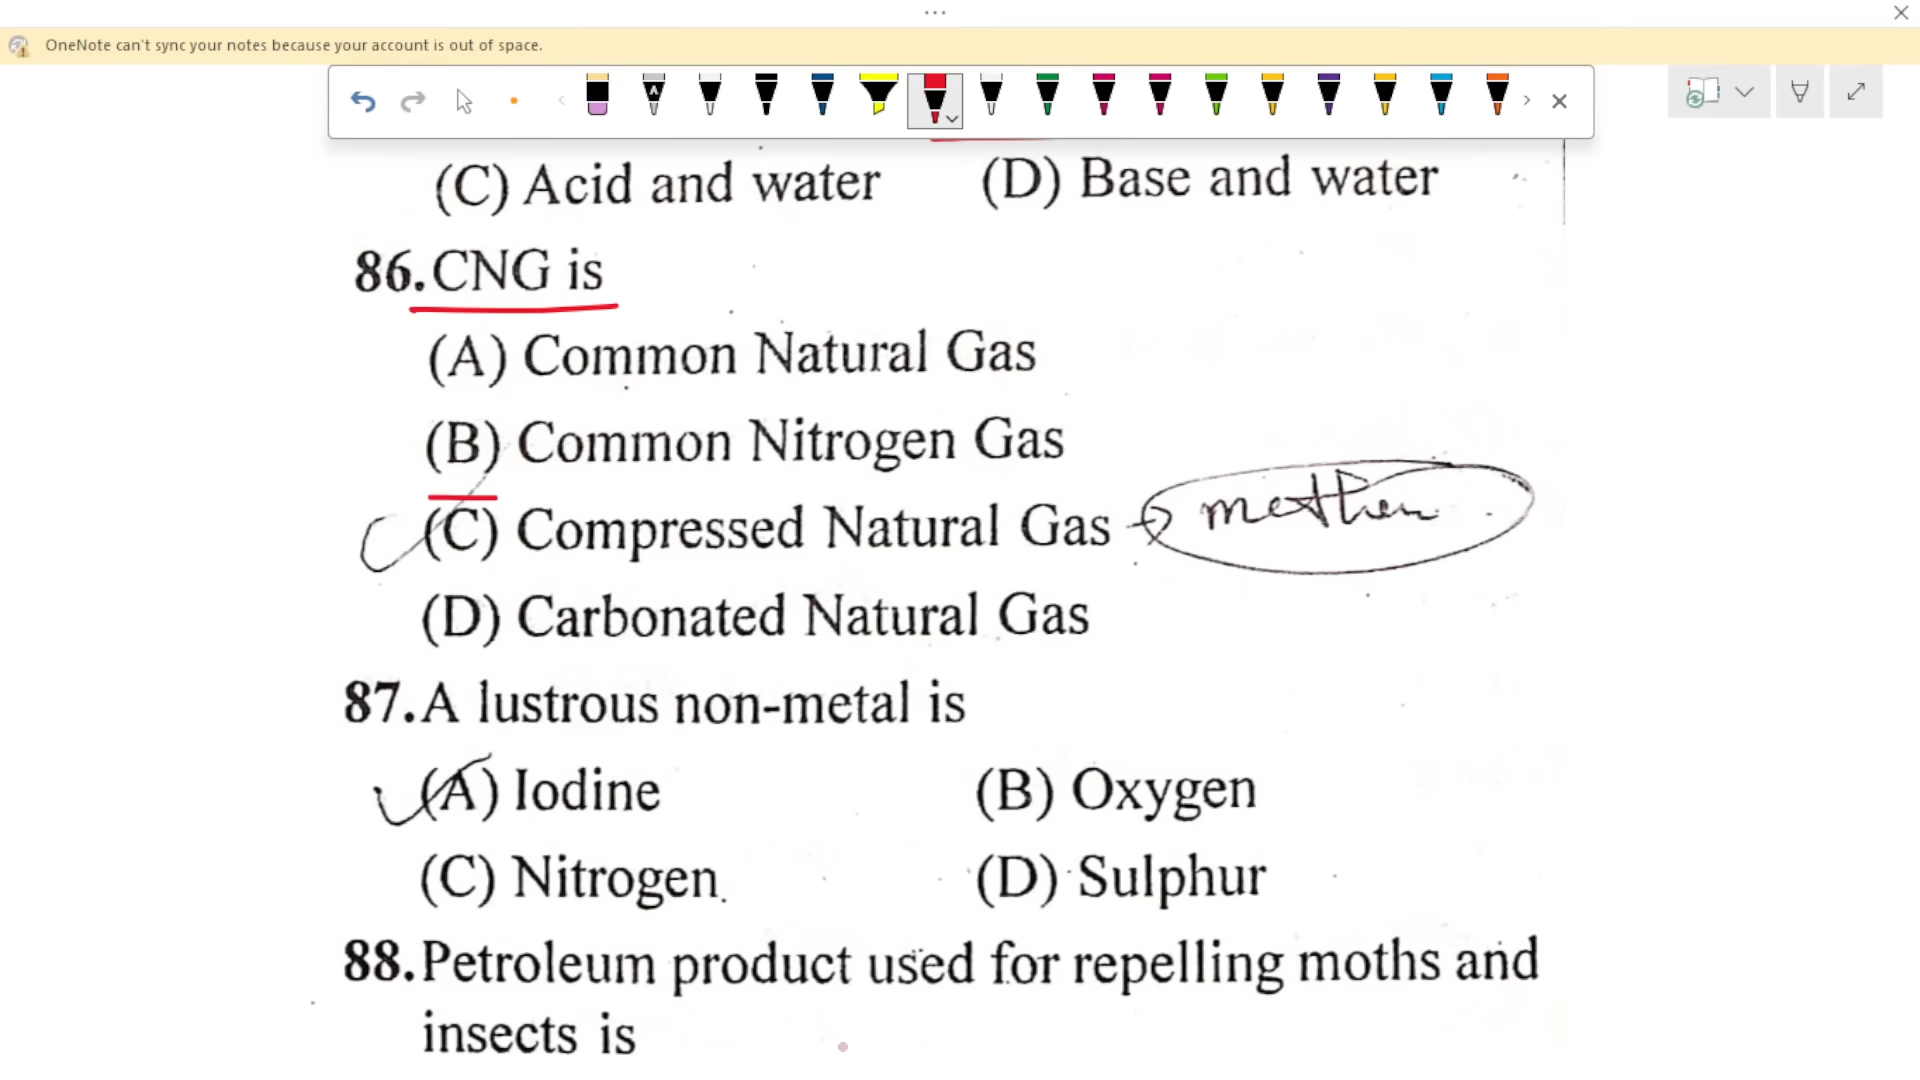 OneNote can't sync your notes because your account is out of space.
(C) Acid and water (D) Base and water
86. CNG is
(A) Common Natural Gas
(B) Common Nitrogen Gas
(C) Compressed Natural Gas
(D) Carbonated Natural Gas
87. A lustrous non-metal is
(A) Iodine (B) Oxygen
(C) Nitrogen (D) Sulphur
88. Petroleum product used for repelling moths and
insects is